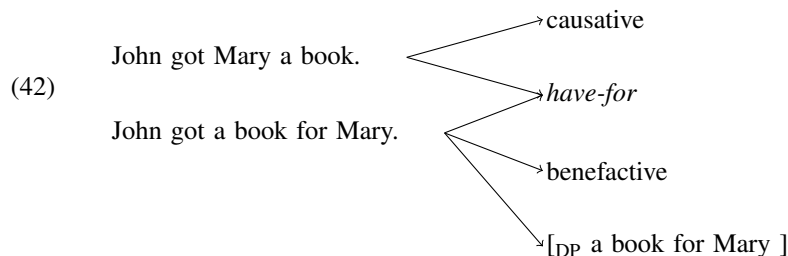 causative
John got Mary a book.
(42)
have-for
John got a book for Mary.
benefactive
[DP a book for Mary ]